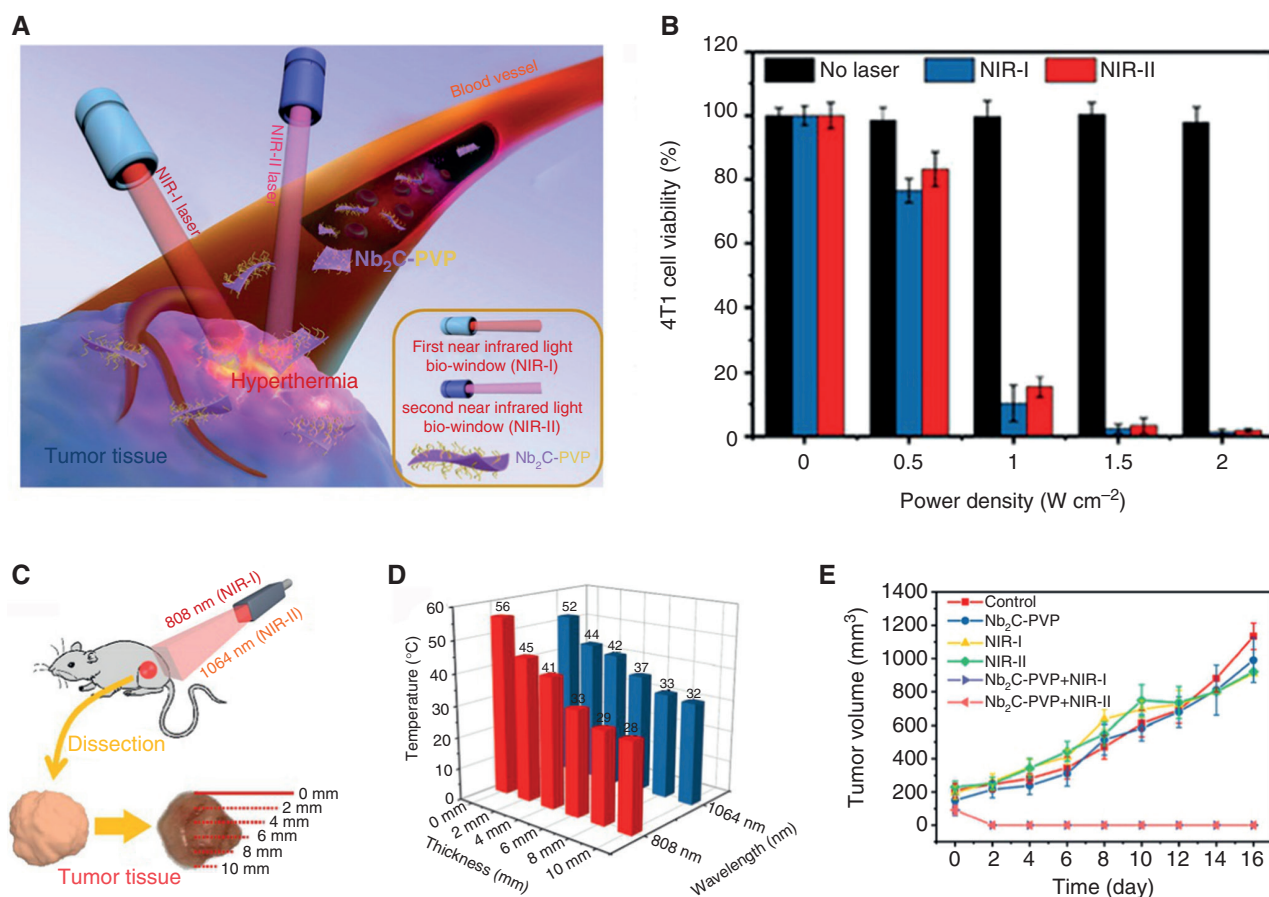 A
Blood vessel
NIR-II laser
NIR-I laser
Nb₂C-PVP
Hyperthermia
Tumor tissue
First near infrared light
bio-window (NIR-I)
second near infrared light
bio-window (NIR-II)
Nb₂C-PVP
B
No laser NIR-I NIR-II
120
100
80
60
40
20
0
4T1 cell viability (%)
0 0.5 1 1.5 2
Power density (W cm⁻²)
C
808 nm (NIR-I)
1064 nm (NIR-II)
Dissection
0 mm
2 mm
4 mm
6 mm
8 mm
10 mm
Tumor tissue
D
Temperature (°C)
60
50
40
30
20
10
0
56 45 41 33 29 28
52 44 42 37 33 32
0 mm
2 mm
4 mm
6 mm
8 mm
10 mm
Thickness (mm)
808 nm
1064 nm
Wavelength (nm)
E
Tumor volume (mm³)
1400
1200
1000
800
600
400
200
0
Control
Nb₂C-PVP
NIR-I
NIR-II
Nb₂C-PVP+NIR-I
Nb₂C-PVP+NIR-II
0 2 4 6 8 10 12 14 16
Time (day)